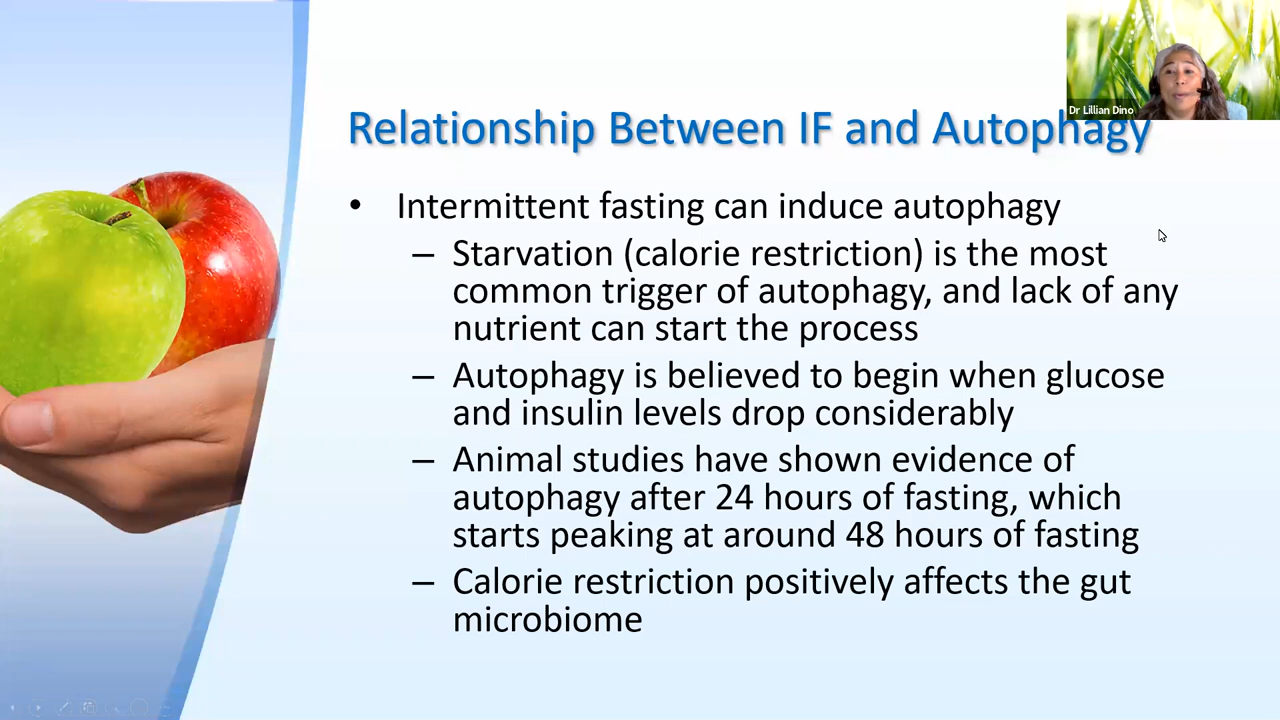 Dr Lillian Dino
Relationship Between IF and Autophagy
• Intermittent fasting can induce autophagy
– Starvation (calorie restriction) is the most
common trigger of autophagy, and lack of any
nutrient can start the process
– Autophagy is believed to begin when glucose
and insulin levels drop considerably
– Animal studies have shown evidence of
autophagy after 24 hours of fasting, which
starts peaking at around 48 hours of fasting
– Calorie restriction positively affects the gut
microbiome